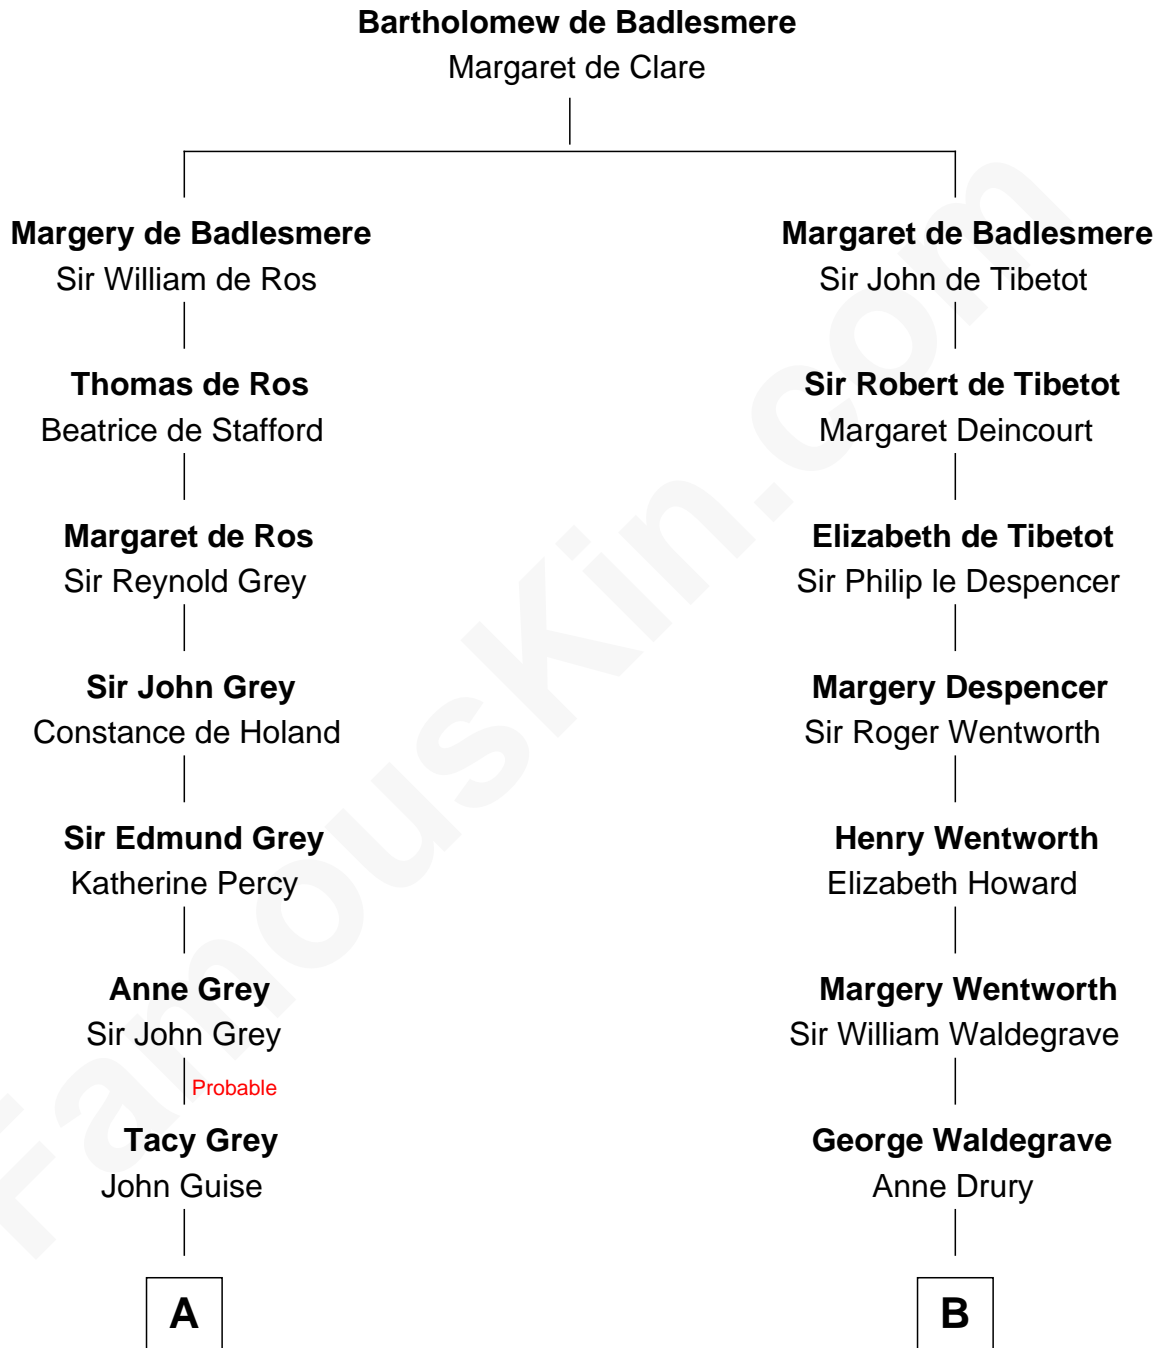 Bartholomew de Badlesmere
Margaret de Clare
Margery de Badlesmere
Sir William de Ros
Margaret de Badlesmere
Sir John de Tibetot
Thomas de Ros
Beatrice de Stafford
Sir Robert de Tibetot
Margaret Deincourt
Margaret de Ros
Sir Reynold Grey
Elizabeth de Tibetot
Sir Philip le Despencer
Sir John Grey
Constance de Holand
Margery Despencer
Sir Roger Wentworth
Sir Edmund Grey
Katherine Percy
Henry Wentworth
Elizabeth Howard
Anne Grey
Sir John Grey
Margery Wentworth
Sir William Waldegrave
Probable
Tacy Grey
John Guise
George Waldegrave
Anne Drury
A
B
FamousKin.com